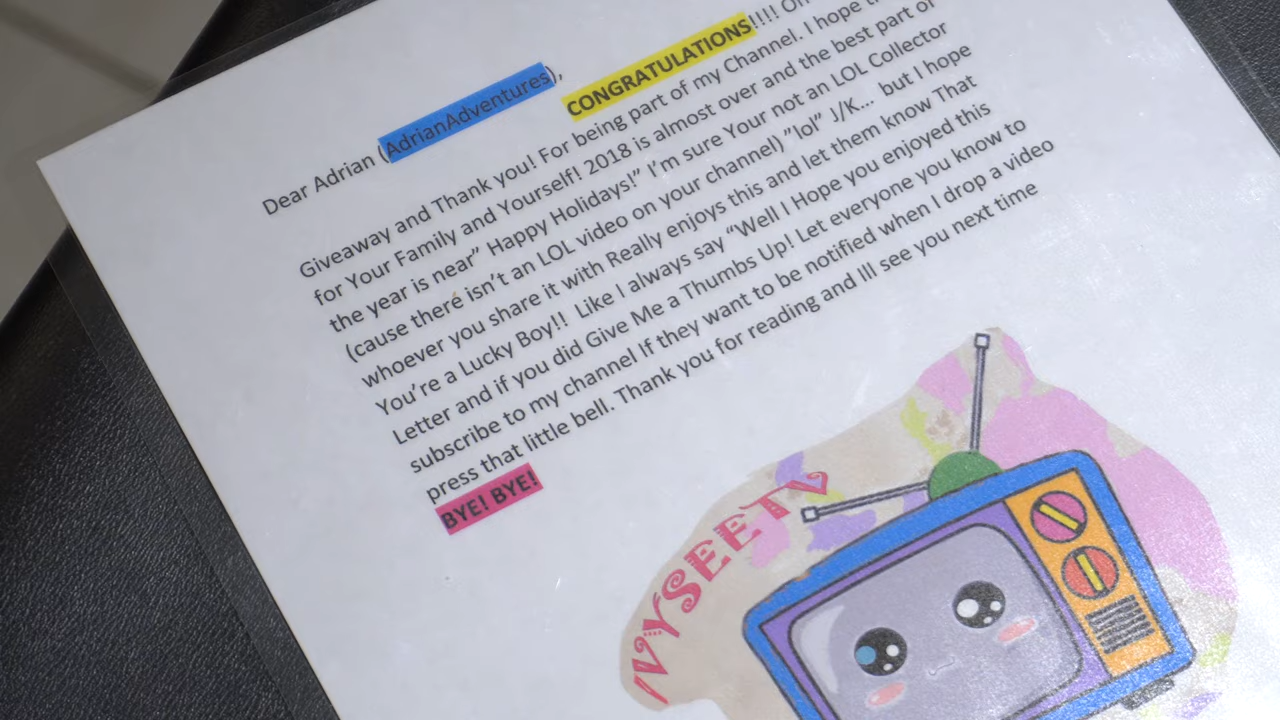 Dear Adrian (AdrianAdventures),
CONGRATULATIONS!!!! On
Giveaway and Thank you! For being part of my Channel. I hope
for Your Family and Yourself! 2018 is almost over and the best part of
the year is near” Happy Holidays!” I’m sure Your not an LOL Collector
(cause there isn’t an LOL video on your channel) ”lol” J/K... but I hope
whoever you share it with Really enjoys this and let them know That
You’re a Lucky Boy!! Like I always say “Well I Hope you enjoyed this
Letter and if you did Give Me a Thumbs Up! Let everyone you know to
subscribe to my channel If they want to be notified when I drop a video
press that little bell. Thank you for reading and Ill see you next time
BYE! BYE!
IVYSEETV